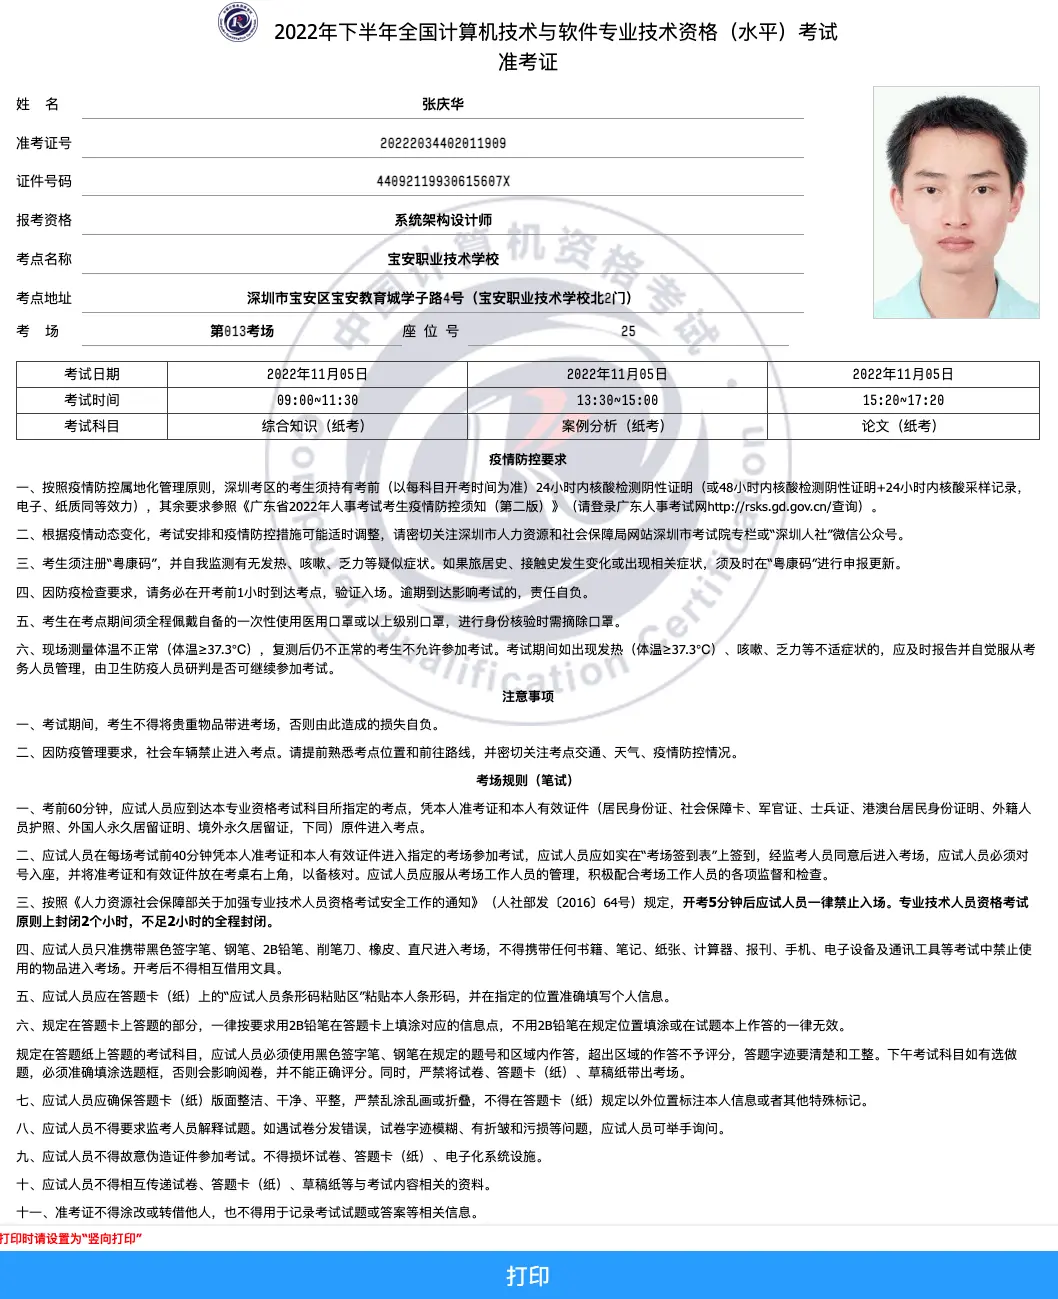 2022年下半年全国计算机技术与软件专业技术资格（水平）考试
准考证
姓 名 张庆华
准考证号 20222034402011909
证件号码 44092119930615607X
报考资格 系统架构设计师
考点名称 宝安职业技术学校
考点地址 深圳市宝安区宝安教育城学子路4号（宝安职业技术学校北2门）
考 场 第013考场 座 位 号 25
考试日期 2022年11月05日 2022年11月05日 2022年11月05日
考试时间 09:00~11:30 13:30~15:00 15:20~17:20
考试科目 综合知识（纸考） 案例分析（纸考） 论文（纸考）
疫情防控要求
一、按照疫情防控属地化管理原则，深圳考区的考生须持有考前（以每科目开考时间为准）24小时内核酸检测阴性证明（或48小时内核酸检测阴性证明+24小时内核酸采样记录，
电子、纸质同等效力），其余要求参照《广东省2022年人事考试考生疫情防控须知（第二版）》（请登录广东人事考试网http://rsks.gd.gov.cn/查询）。
二、根据疫情动态变化，考试安排和疫情防控措施可能适时调整，请密切关注深圳市人力资源和社会保障局网站深圳市考试院专栏或“深圳人社”微信公众号。
三、考生须注册“粤康码”，并自我监测有无发热、咳嗽、乏力等疑似症状。如果旅居史、接触史发生变化或出现相关症状，须及时在“粤康码”进行申报更新。
四、因防疫检查要求，请务必在开考前1小时到达考点，验证入场。逾期到达影响考试的，责任自负。
五、考生在考点期间须全程佩戴自备的一次性使用医用口罩或以上级别口罩，进行身份核验时需摘除口罩。
六、现场测量体温不正常（体温≥37.3℃），复测后仍不正常的考生不允许参加考试。考试期间如出现发热（体温≥37.3℃）、咳嗽、乏力等不适症状的，应及时报告并自觉服从考
务人员管理，由卫生防疫人员研判是否可继续参加考试。
注意事项
一、考试期间，考生不得将贵重物品带进考场，否则由此造成的损失自负。
二、因防疫管理要求，社会车辆禁止进入考点。请提前熟悉考点位置和前往路线，并密切关注考点交通、天气、疫情防控情况。
考场规则（笔试）
一、考前60分钟，应试人员应到达本专业资格考试科目所指定的考点，凭本人准考证和本人有效证件（居民身份证、社会保障卡、军官证、士兵证、港澳台居民身份证明、外籍人
员护照、外国人永久居留证明、境外永久居留证，下同）原件进入考点。
二、应试人员在每场考试前40分钟凭本人准考证和本人有效证件进入指定的考场参加考试，应试人员应如实在“考场签到表”上签到，经监考人员同意后进入考场，应试人员必须对
号入座，并将准考证和有效证件放在考桌右上角，以备核对。应试人员应服从考场工作人员的管理，积极配合考场工作人员的各项监督和检查。
三、按照《人力资源社会保障部关于加强专业技术人员资格考试安全工作的通知》（人社部发〔2016〕64号）规定，开考5分钟后应试人员一律禁止入场。专业技术人员资格考试
原则上封闭2个小时，不足2小时的全程封闭。
四、应试人员只准携带黑色签字笔、钢笔、2B铅笔、削笔刀、橡皮、直尺进入考场，不得携带任何书籍、笔记、纸张、计算器、报刊、手机、电子设备及通讯工具等考试中禁止使
用的物品进入考场。开考后不得相互借用文具。
五、应试人员应在答题卡（纸）上的“应试人员条形码粘贴区”粘贴本人条形码，并在指定的位置准确填写个人信息。
六、规定在答题卡上答题的部分，一律按要求用2B铅笔在答题卡上填涂对应的信息点，不用2B铅笔在规定位置填涂或在试题本上作答的一律无效。
规定在答题纸上答题的考试科目，应试人员必须使用黑色签字笔、钢笔在规定的题号和区域内作答，超出区域的作答不予评分，答题字迹要清楚和工整。下午考试科目如有选做
题，必须准确填涂选题框，否则会影响阅卷，并不能正确评分。同时，严禁将试卷、答题卡（纸）、草稿纸带出考场。
七、应试人员应确保答题卡（纸）版面整洁、干净、平整，严禁乱涂乱画或折叠，不得在答题卡（纸）规定以外位置标注本人信息或者其他特殊标记。
八、应试人员不得要求监考人员解释试题。如遇试卷分发错误，试卷字迹模糊、有折皱和污损等问题，应试人员可举手询问。
九、应试人员不得故意伪造证件参加考试。不得损坏试卷、答题卡（纸）、电子化系统设施。
十、应试人员不得相互传递试卷、答题卡（纸）、草稿纸等与考试内容相关的资料。
十一、准考证不得涂改或转借他人，也不得用于记录考试试题或答案等相关信息。
打印时请设置为“竖向打印”
打印
中国计算机资格考试
Computer Qualification Certification